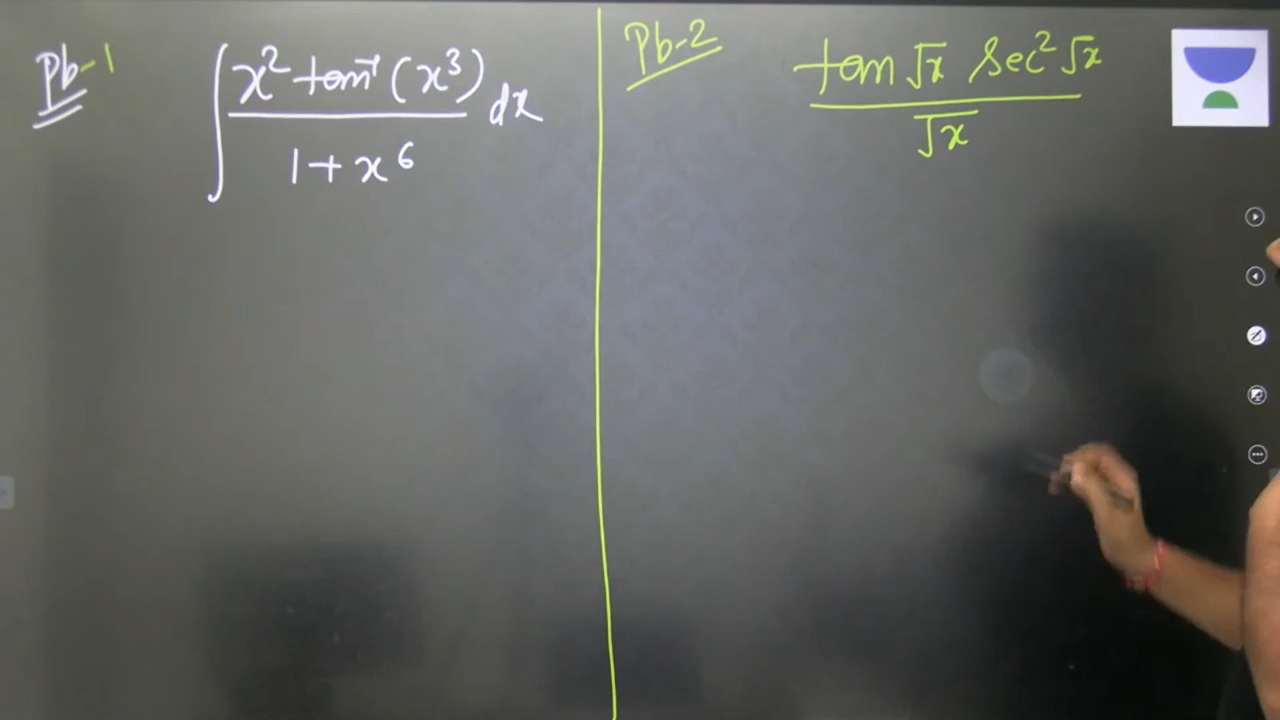 Pb-1
∫ x² tan⁻¹(x³) / 1+x⁶ dx
Pb-2
tan √x sec² √x / √x